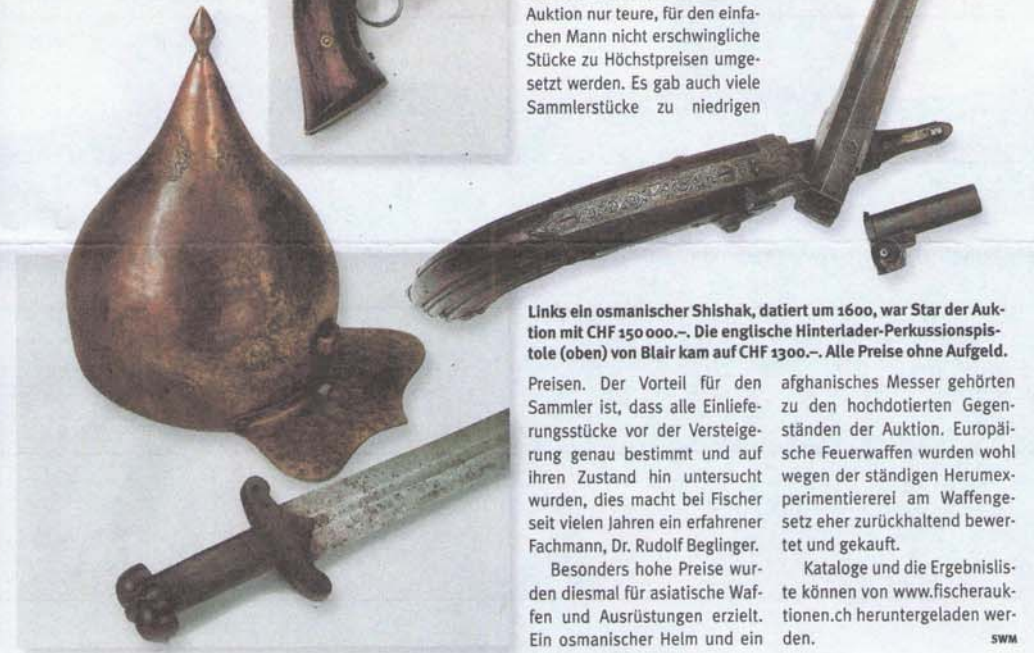 Auktion nur teure, für den einfa-
chen Mann nicht erschwingliche
Stücke zu Höchstpreisen umge-
setzt werden. Es gab auch viele
Sammlerstücke zu niedrigen
Links ein osmanischer Shishak, datiert um 1600, war Star der Auk-
tion mit CHF 150 000.–. Die englische Hinterlader-Perkussionspis-
tole (oben) von Blair kam auf CHF 1300.–. Alle Preise ohne Aufgeld.
Preisen. Der Vorteil für den
Sammler ist, dass alle Einliefe-
rungsstücke vor der Versteige-
rung genau bestimmt und auf
ihren Zustand hin untersucht
wurden, dies macht bei Fischer
seit vielen Jahren ein erfahrener
Fachmann, Dr. Rudolf Beglinger.
Besonders hohe Preise wur-
den diesmal für asiatische Waf-
fen und Ausrüstungen erzielt.
Ein osmanischer Helm und ein
afghanisches Messer gehörten
zu den hochdotierten Gegen-
ständen der Auktion. Europäi-
sche Feuerwaffen wurden wohl
wegen der ständigen Herumex-
perimentiererei am Waffenge-
setz eher zurückhaltend bewer-
tet und gekauft.
Kataloge und die Ergebnislis-
te können von www.fischerauk-
tionen.ch heruntergeladen wer-
den. SWM